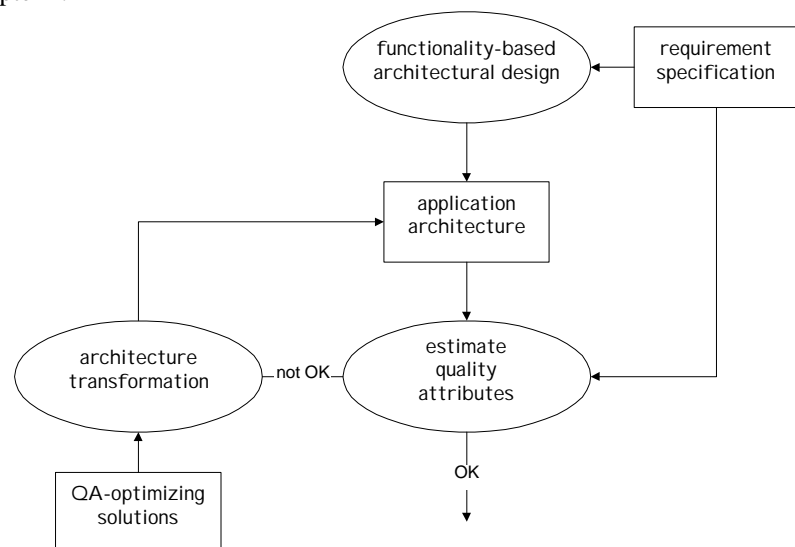 functionality-based
architectural design
requirement
specification
application
architecture
architecture
transformation
not OK
estimate
quality
attributes
OK
QA-optimizing
solutions